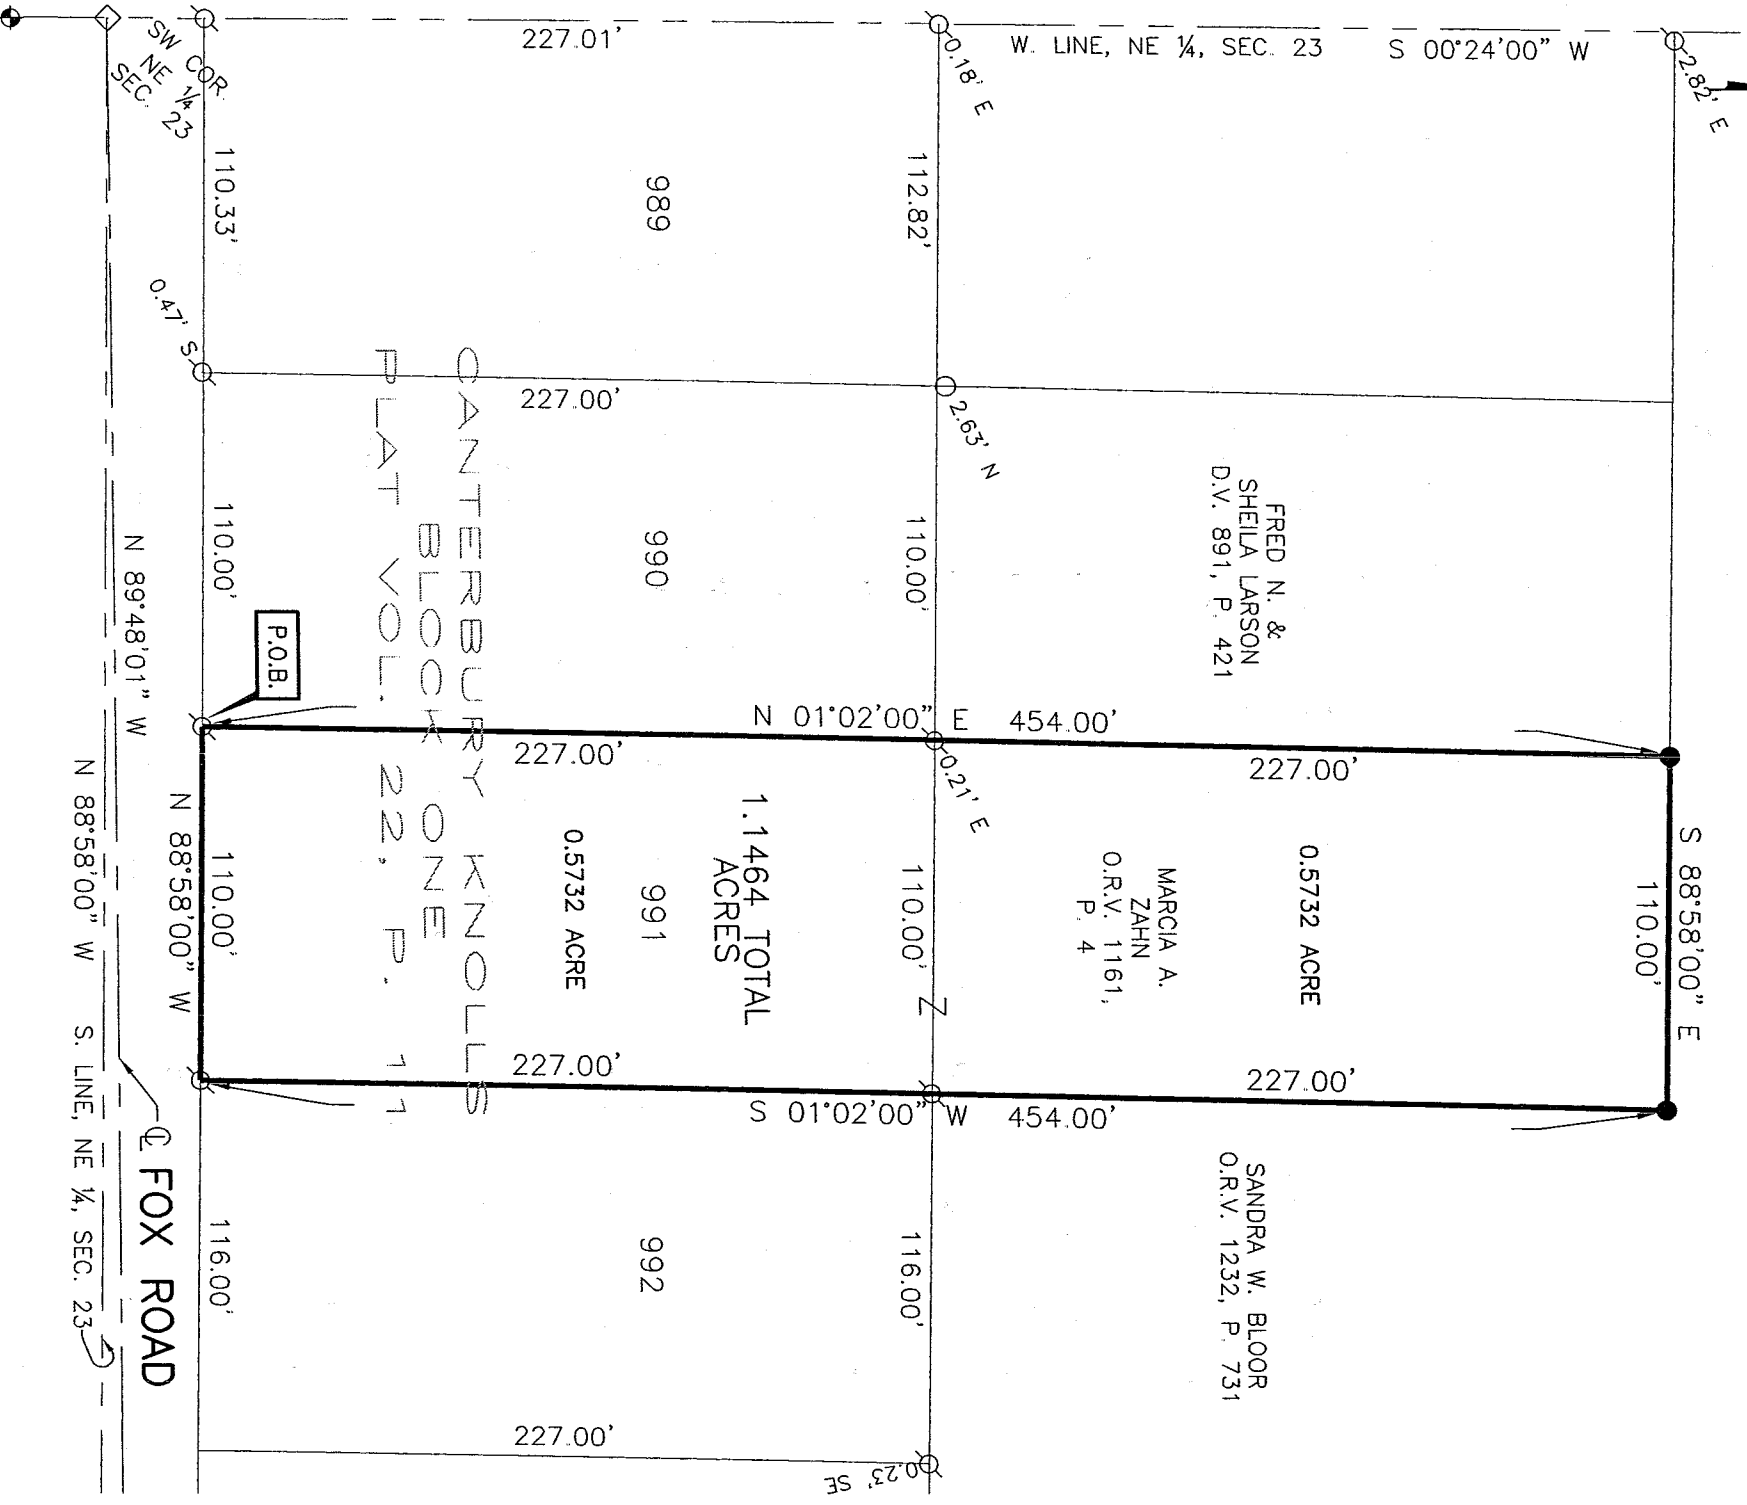 227.01'
W. LINE, NE ¼, SEC. 23
S 00°24'00" W
0.18' E
2.82' E
SW COR.
NE ¼
SEC. 23
110.33'
989
112.82'
0.47' S
227.00'
2.63' N
CANTERBURY KNOLLS
BLOCK ONE
PLAT VOL. 22, P. 11
110.00'
990
110.00'
FRED N. &
SHEILA LARSON
D.V. 891, P. 421
N 89°48'01" W
P.O.B.
N 01°02'00" E 454.00'
227.00'
0.21' E
227.00'
N 88°58'00" W
110.00'
0.5732 ACRE
991
1.1464 TOTAL
ACRES
110.00'
Z
MARCIA A.
ZAHN
O.R.V. 1161,
P. 4
0.5732 ACRE
110.00'
S 88°58'00" E
227.00'
227.00'
S 01°02'00" W 454.00'
N 88°58'00" W S. LINE, NE ¼, SEC. 23
℄ FOX ROAD
116.00'
992
116.00'
SANDRA W. BLOOR
O.R.V. 1232, P. 731
227.00'
0.23' SE